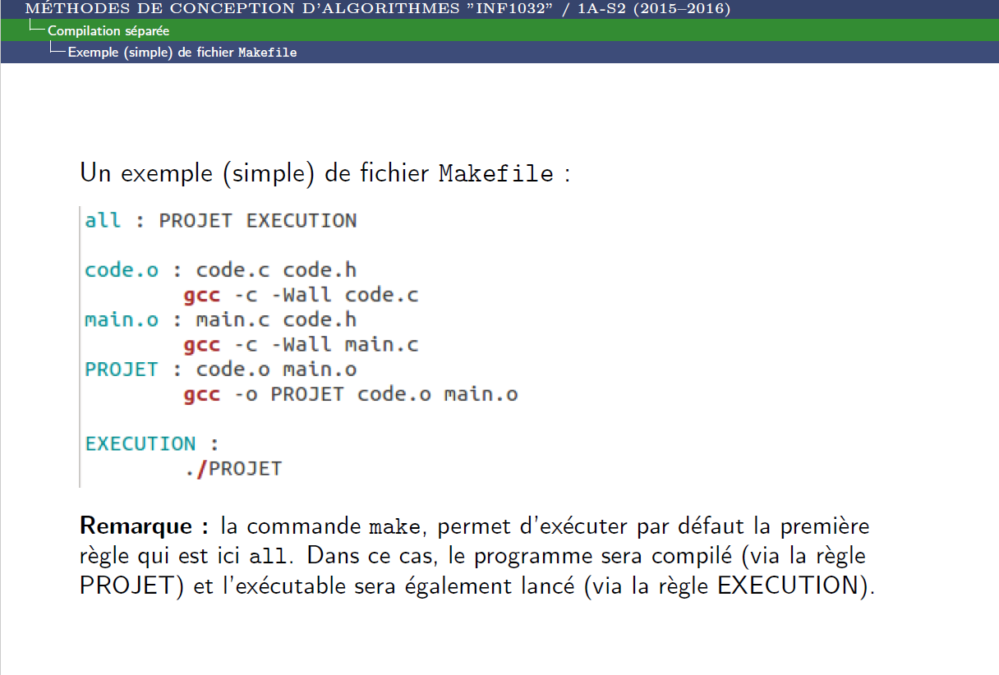 MÉTHODES DE CONCEPTION D'ALGORITHMES "INF1032" / 1A-S2 (2015–2016)
Compilation séparée
Exemple (simple) de fichier Makefile
Un exemple (simple) de fichier Makefile :
all : PROJET EXECUTION
code.o : code.c code.h
gcc -c -Wall code.c
main.o : main.c code.h
gcc -c -Wall main.c
PROJET : code.o main.o
gcc -o PROJET code.o main.o
EXECUTION :
./PROJET
Remarque : la commande make, permet d'exécuter par défaut la première
règle qui est ici all. Dans ce cas, le programme sera compilé (via la règle
PROJET) et l'exécutable sera également lancé (via la règle EXECUTION).